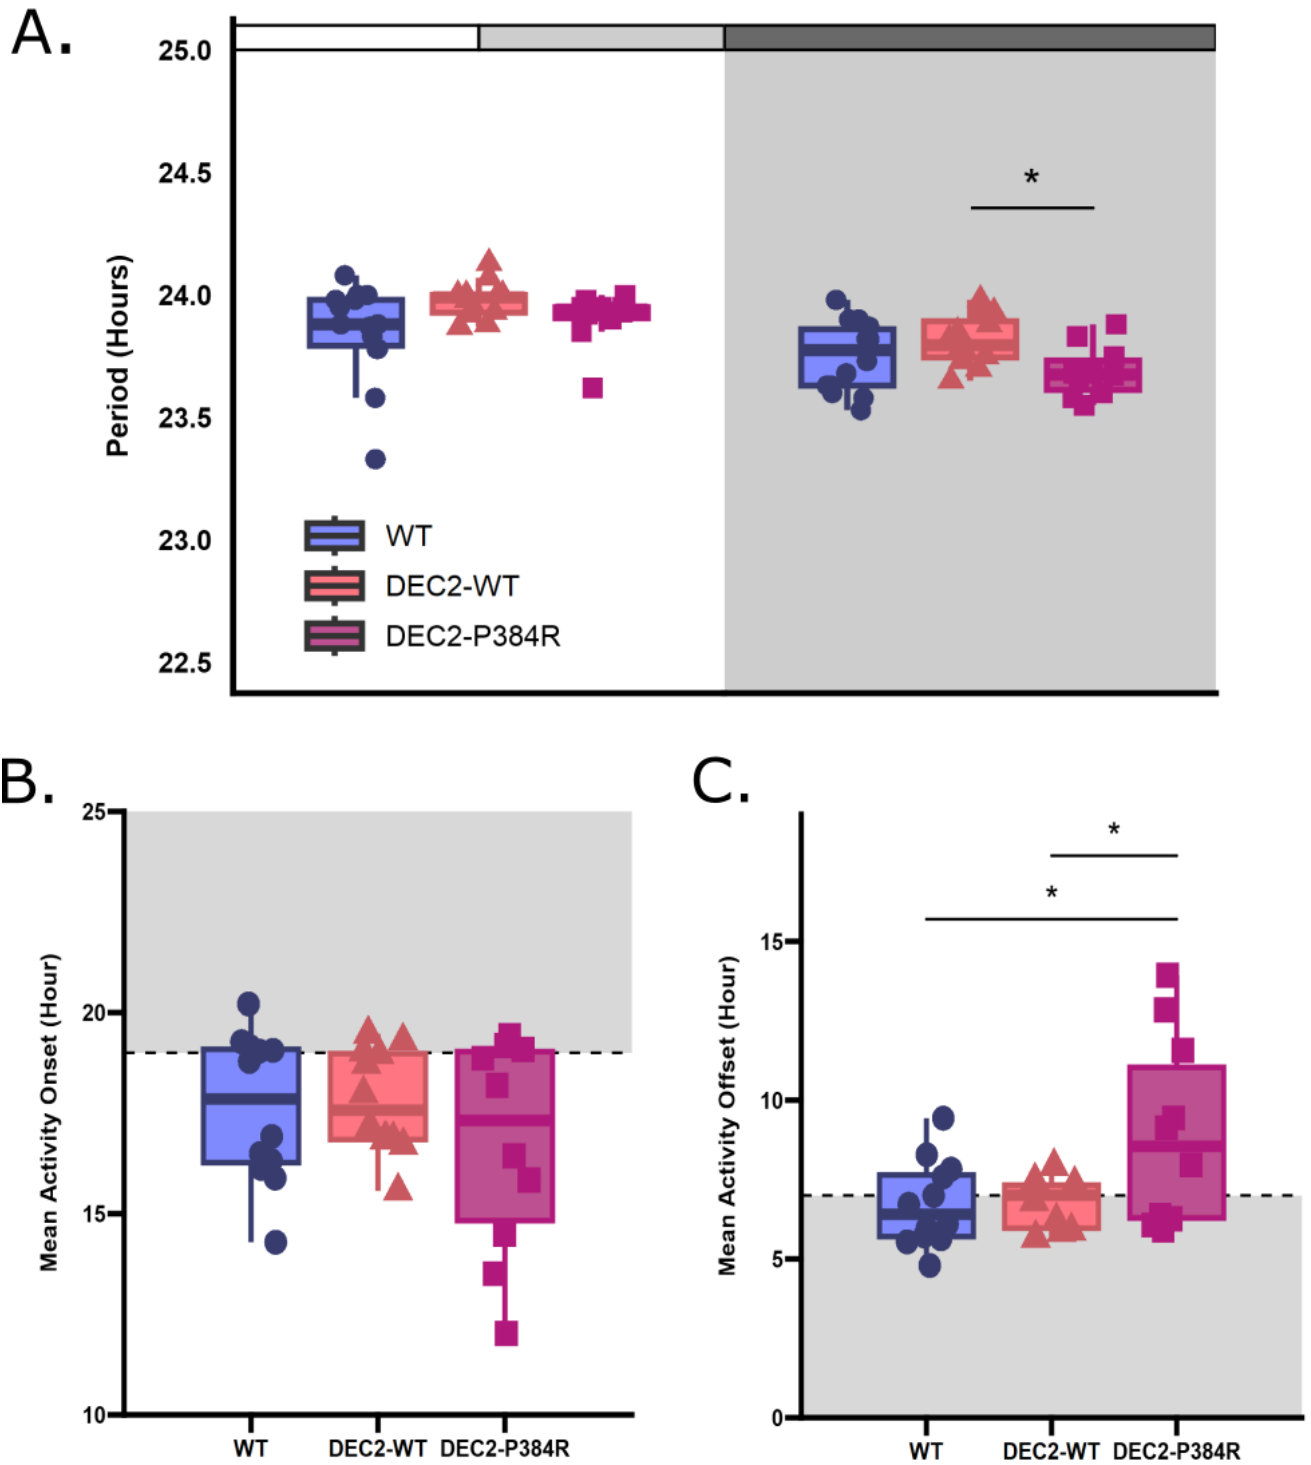 A.
25.0
24.5
24.0
23.5
23.0
22.5
Period (Hours)
*
WT
DEC2-WT
DEC2-P384R
B.
25
20
15
10
Mean Activity Onset (Hour)
WT DEC2-WT DEC2-P384R
C.
*
*
15
10
5
0
Mean Activity Offset (Hour)
WT DEC2-WT DEC2-P384R